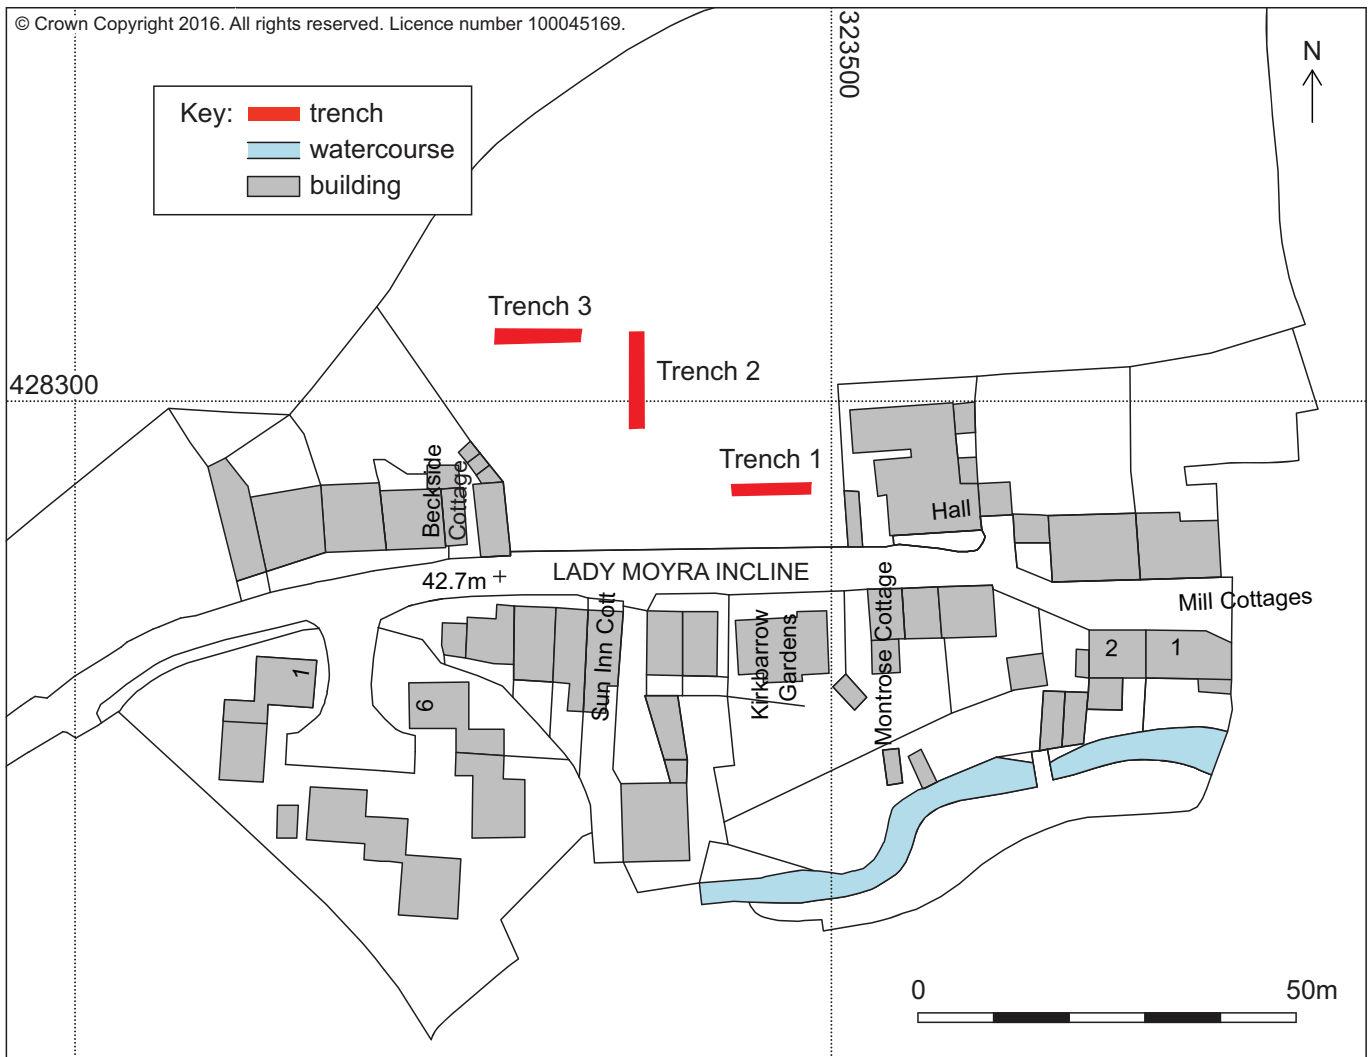 © Crown Copyright 2016. All rights reserved. Licence number 100045169.
323500
N
Key:
trench
watercourse
building
Trench 3
Trench 2
428300
Trench 1
Beckside
Cottage
Hall
42.7m
LADY MOYRA INCLINE
Mill Cottages
Sun Inn Cott
Kirkbarrow
Gardens
Montrose Cottage
2
1
1
6
0
50m